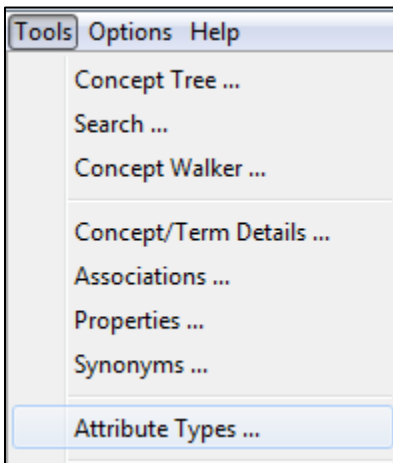 Tools Options Help
Concept Tree ...
Search ...
Concept Walker ...
Concept/Term Details ...
Associations ...
Properties ...
Synonyms ...
Attribute Types ...